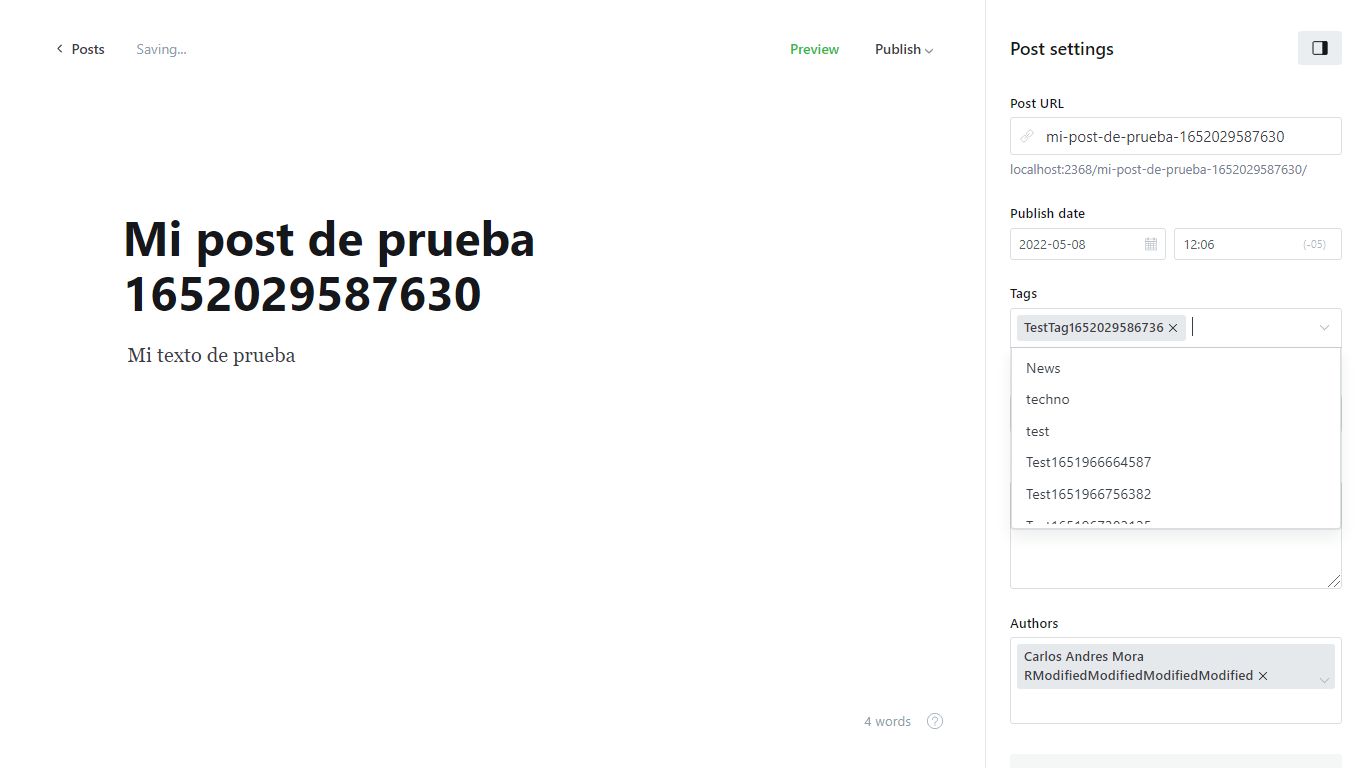 Posts
Saving...
Preview
Publish
Mi post de prueba
1652029587630
Mi texto de prueba
4 words
?
Post settings
Post URL
mi-post-de-prueba-1652029587630
localhost:2368/mi-post-de-prueba-1652029587630/
Publish date
2022-05-08
12:06
(-05)
Tags
TestTag1652029586736 ×
News
techno
test
Test1651966664587
Test1651966756382
Authors
Carlos Andres Mora
RModifiedModifiedModifiedModified ×